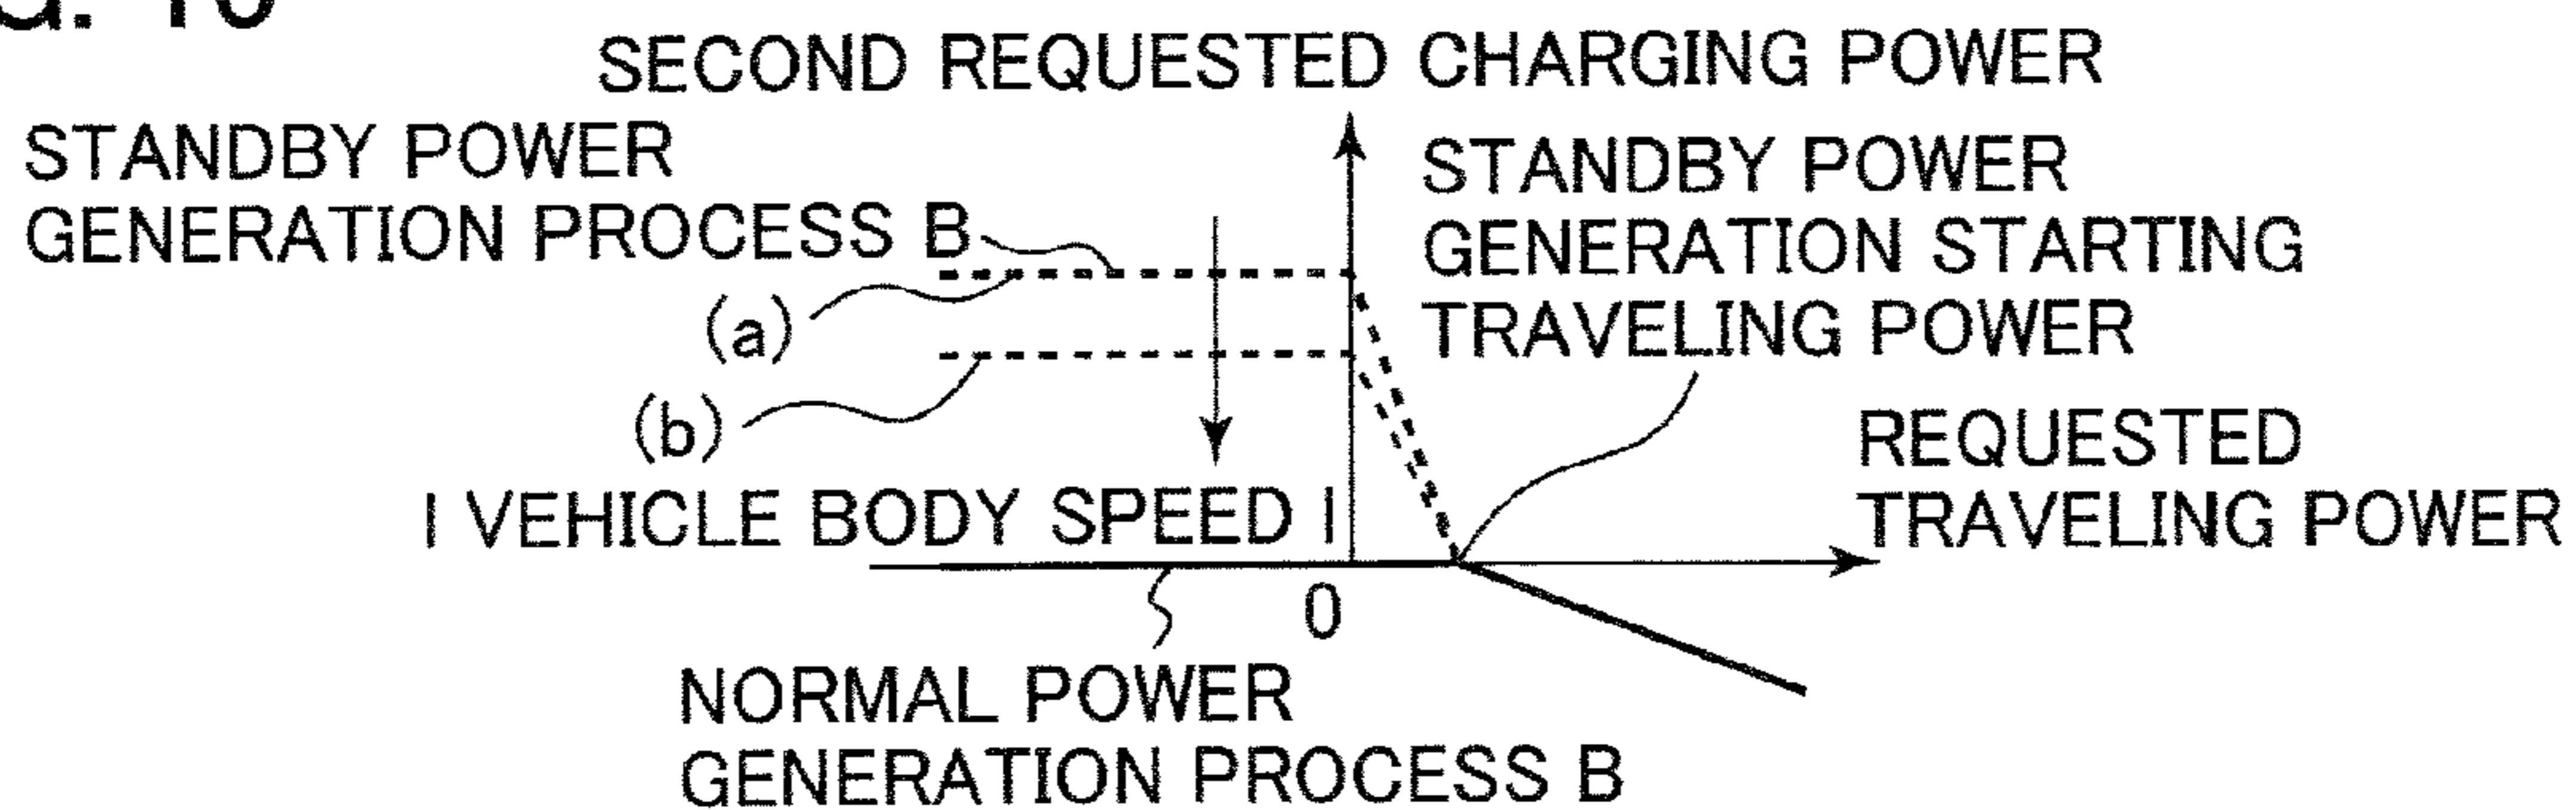 SECOND REQUESTED CHARGING POWER
STANDBY POWER
GENERATION PROCESS B
(a)
(b)
STANDBY POWER
GENERATION STARTING
TRAVELING POWER
REQUESTED
TRAVELING POWER
| VEHICLE BODY SPEED |
0
NORMAL POWER
GENERATION PROCESS B